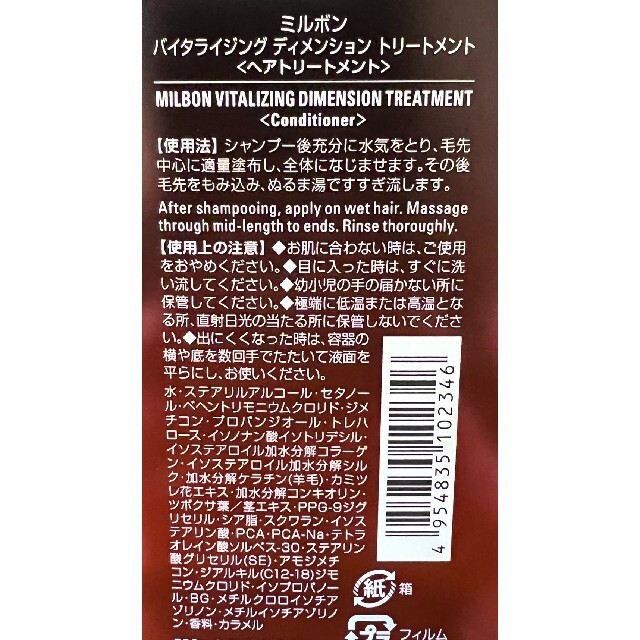 ミルボン
バイタライジング ディメンション トリートメント
<ヘアトリートメント>
MILBON VITALIZING DIMENSION TREATMENT
<Conditioner>
【使用法】シャンプー後充分に水気をとり、毛先
中心に適量塗布し、全体になじませます。その後
毛先をもみ込み、ぬるま湯ですすぎ流します。
After shampooing, apply on wet hair. Massage
through mid-length to ends. Rinse thoroughly.
【使用上の注意】◆お肌に合わない時は、ご使用
をおやめください。◆目に入った時は、すぐに洗
い流してください。◆幼小児の手の届かない所に
保管してください。◆極端に低温または高温とな
る所、直射日光の当たる所に保管しないでくださ
い。◆出にくくなった時は、容器の
横や底を数回手でたたいて液面を
平らにし、お使いください。
水・ステアリルアルコール・セタノー
ル・ベヘントリモニウムクロリド・ジメ
チコン・プロパンジオール・トレハ
ロース・イソノナン酸イソトリデシル・
イソステアロイル加水分解コラーゲ
ン・イソステアロイル加水分解シル
ク・加水分解ケラチン(羊毛)・カミツ
レ花エキス・加水分解コンキオリン・
ツボクサ葉/茎エキス・PPG-9ジグ
リセリル・シア脂・スクワラン・イソス
テアリン酸・PCA・PCA-Na・テトラ
オレイン酸ソルベス-30・ステアリン
酸グリセリル(SE)・アモジメチ
コン・ジアルキル(C12-18)ジモ
ニウムクロリド・イソプロパノー
ル・BG・メチルクロロイソチア
ゾリノン・メチルイソチアゾリノ
ン・香料・カラメル
4 954835 102346
紙 箱
プラ フィルム